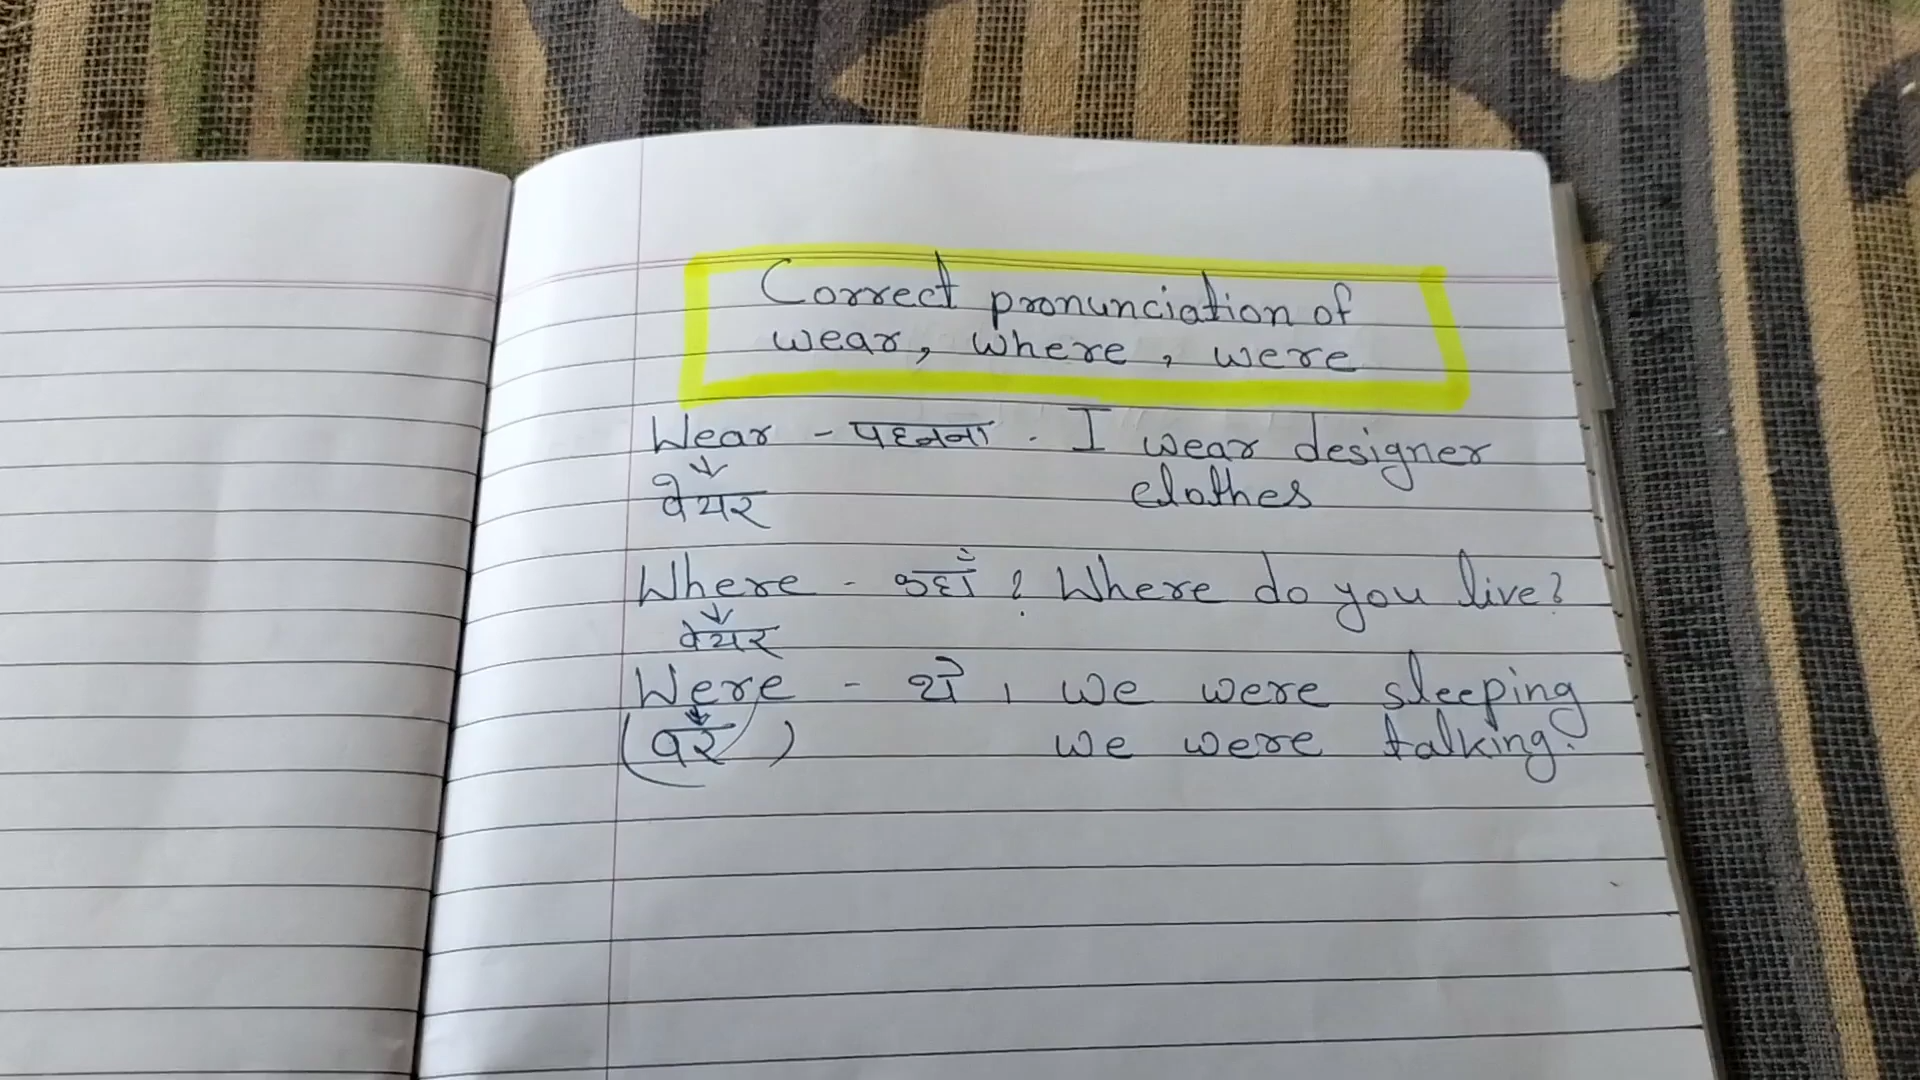 Correct pronunciation of
wear, where, were
Wear - पहनना - I wear designer
clothes
वेयर
Where - कहाँ ? Where do you live?
वेयर
Were - थे, we were sleeping
(वर) we were talking.